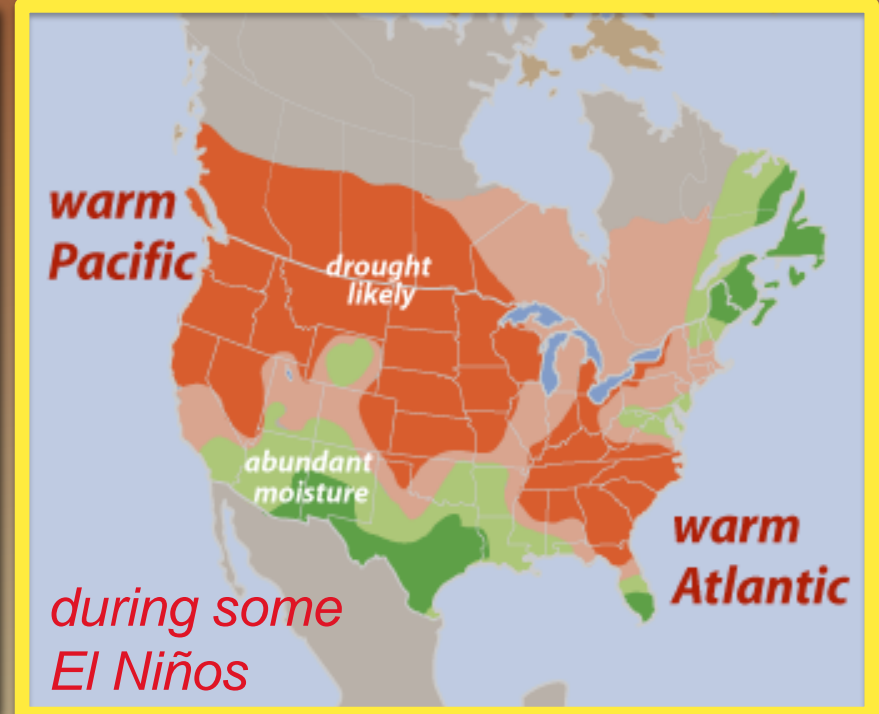 warm
Pacific
drought
likely
abundant
moisture
warm
Atlantic
during some
El Niños